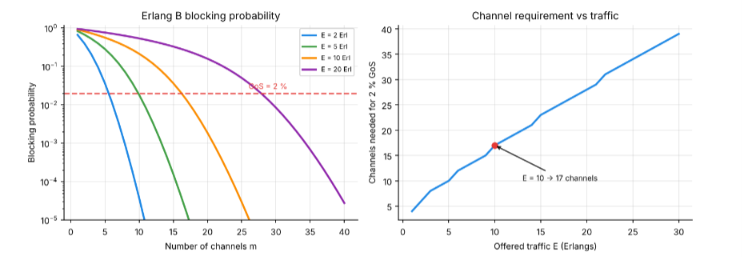 Erlang B blocking probability
10⁰
10⁻¹
10⁻²
10⁻³
10⁻⁴
10⁻⁵
Blocking probability
E = 2 Erl
E = 5 Erl
E = 10 Erl
E = 20 Erl
GoS = 2 %
0 5 10 15 20 25 30 35 40
Number of channels m
Channel requirement vs traffic
40
35
30
25
20
15
10
5
Channels needed for 2 % GoS
E = 10 → 17 channels
0 5 10 15 20 25 30
Offered traffic E (Erlangs)